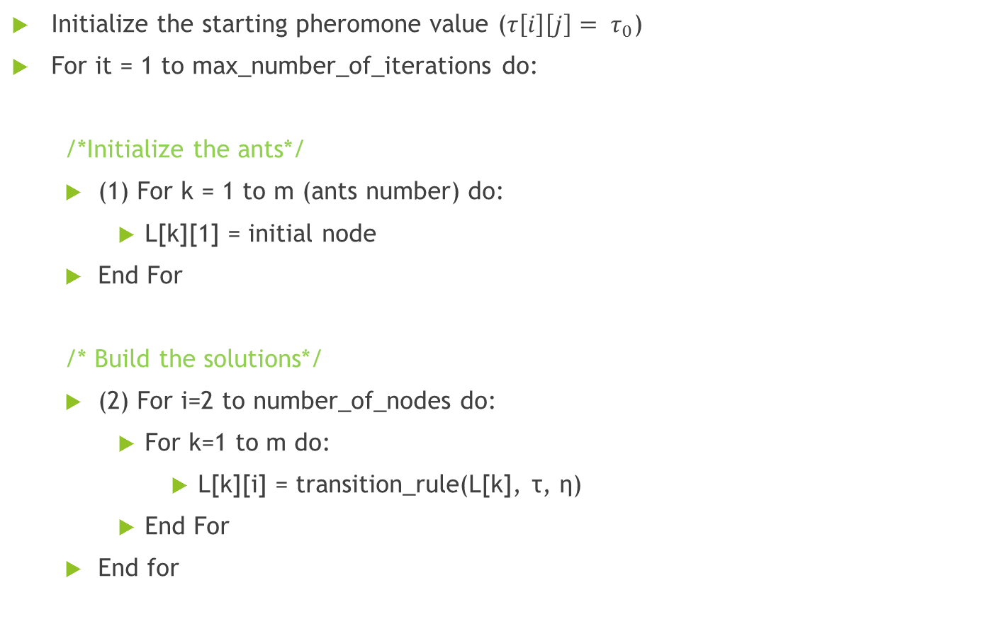 Initialize the starting pheromone value (τ[i][j] = τ₀)
For it = 1 to max_number_of_iterations do:
/*Initialize the ants*/
(1) For k = 1 to m (ants number) do:
L[k][1] = initial node
End For
/* Build the solutions*/
(2) For i=2 to number_of_nodes do:
For k=1 to m do:
L[k][i] = transition_rule(L[k], τ, η)
End For
End for